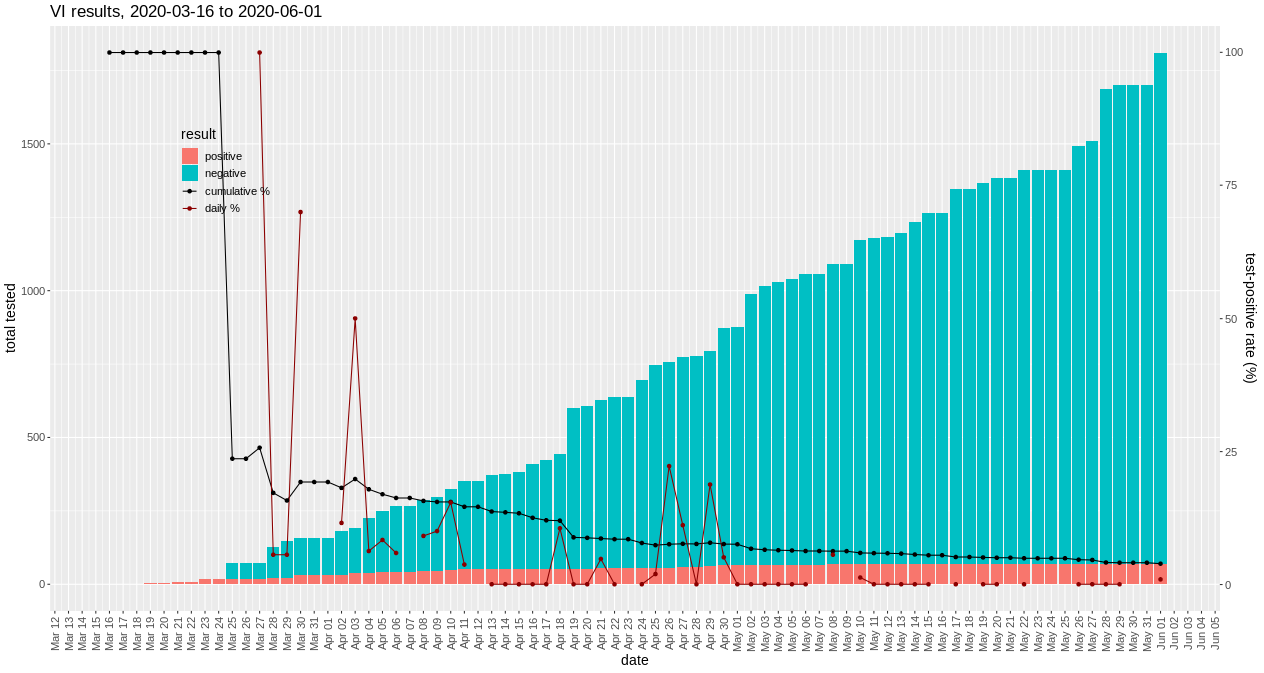 VI results, 2020-03-16 to 2020-06-01
result
positive
negative
cumulative %
daily %
total tested
1500
1000
500
0
test-positive rate (%)
100
75
50
25
0
Mar 12
Mar 13
Mar 14
Mar 15
Mar 16
Mar 17
Mar 18
Mar 19
Mar 20
Mar 21
Mar 22
Mar 23
Mar 24
Mar 25
Mar 26
Mar 27
Mar 28
Mar 29
Mar 30
Mar 31
Apr 01
Apr 02
Apr 03
Apr 04
Apr 05
Apr 06
Apr 07
Apr 08
Apr 09
Apr 10
Apr 11
Apr 12
Apr 13
Apr 14
Apr 15
Apr 16
Apr 17
Apr 18
Apr 19
Apr 20
Apr 21
Apr 22
Apr 23
Apr 24
Apr 25
Apr 26
Apr 27
Apr 28
Apr 29
Apr 30
May 01
May 02
May 03
May 04
May 05
May 06
May 07
May 08
May 09
May 10
May 11
May 12
May 13
May 14
May 15
May 16
May 17
May 18
May 19
May 20
May 21
May 22
May 23
May 24
May 25
May 26
May 27
May 28
May 29
May 30
May 31
Jun 01
Jun 02
Jun 03
Jun 04
Jun 05
date